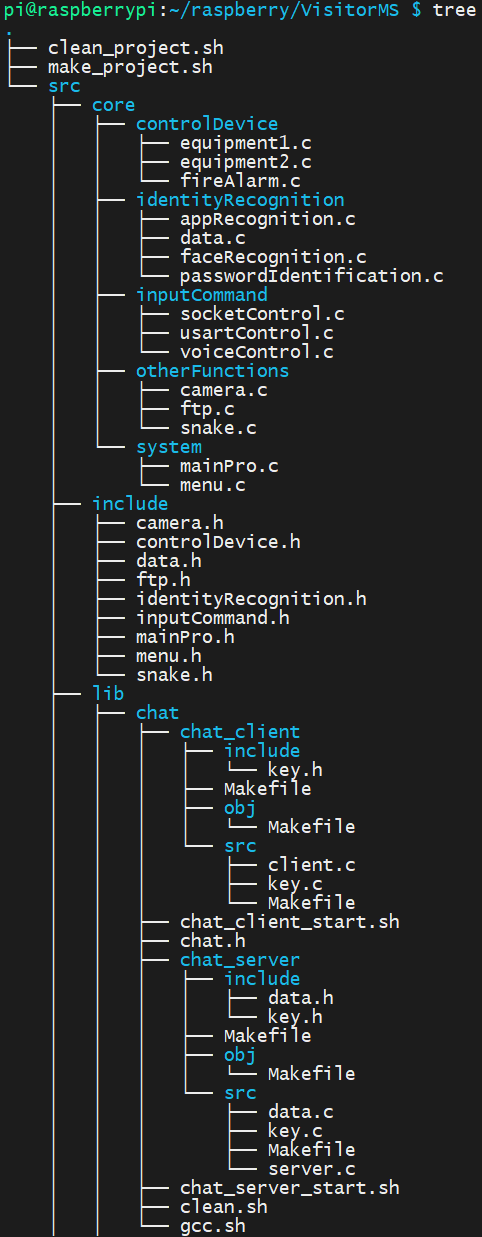 pi@raspberrypi:~/raspberry/VisitorMS $ tree
.
├── clean_project.sh
├── make_project.sh
└── src
    ├── core
    │   ├── controlDevice
    │   │   ├── equipment1.c
    │   │   ├── equipment2.c
    │   │   └── fireAlarm.c
    │   ├── identityRecognition
    │   │   ├── appRecognition.c
    │   │   ├── data.c
    │   │   ├── faceRecognition.c
    │   │   └── passwordIdentification.c
    │   ├── inputCommand
    │   │   ├── socketControl.c
    │   │   ├── usartControl.c
    │   │   └── voiceControl.c
    │   ├── otherFunctions
    │   │   ├── camera.c
    │   │   ├── ftp.c
    │   │   └── snake.c
    │   └── system
    │       ├── mainPro.c
    │       └── menu.c
    ├── include
    │   ├── camera.h
    │   ├── controlDevice.h
    │   ├── data.h
    │   ├── ftp.h
    │   ├── identityRecognition.h
    │   ├── inputCommand.h
    │   ├── mainPro.h
    │   ├── menu.h
    │   └── snake.h
    ├── lib
    │   ├── chat
    │   │   ├── chat_client
    │   │   │   ├── include
    │   │   │   │   └── key.h
    │   │   │   ├── Makefile
    │   │   │   ├── obj
    │   │   │   │   └── Makefile
    │   │   │   └── src
    │   │   │       ├── client.c
    │   │   │       ├── key.c
    │   │   │       └── Makefile
    │   │   ├── chat_client_start.sh
    │   │   ├── chat.h
    │   │   ├── chat_server
    │   │   │   ├── include
    │   │   │   │   ├── data.h
    │   │   │   │   └── key.h
    │   │   │   ├── Makefile
    │   │   │   ├── obj
    │   │   │   │   └── Makefile
    │   │   │   └── src
    │   │   │       ├── data.c
    │   │   │       ├── key.c
    │   │   │       ├── Makefile
    │   │   │       └── server.c
    │   │   ├── chat_server_start.sh
    │   │   ├── clean.sh
    │   │   └── gcc.sh